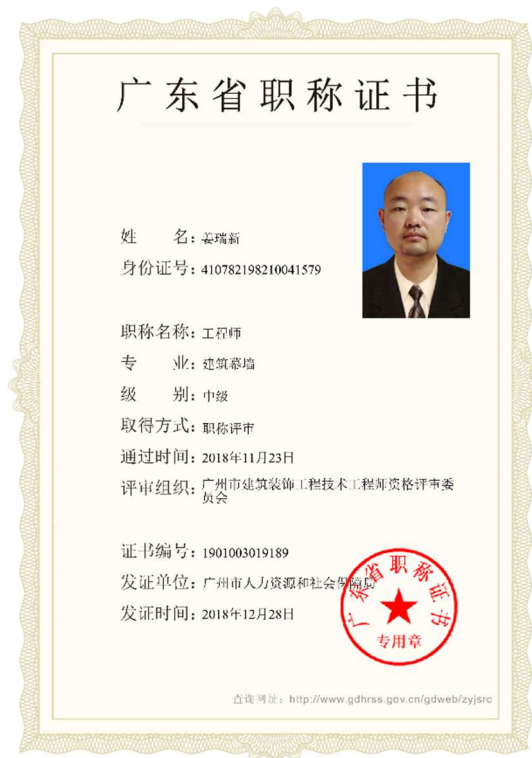 广东省职称证书
姓 名：姜瑞新
身份证号：410782198210041579
职称名称：工程师
专 业：建筑幕墙
级 别：中级
取得方式：职称评审
通过时间：2018年11月23日
评审组织：广州市建筑装饰工程技术工程师资格评审委
员会
证书编号：1901003019189
发证单位：广州市人力资源和社会保障局
发证时间：2018年12月28日
广东省职称证书
专用章
查询网址：http://www.gdhrss.gov.cn/gdweb/zyjsrc